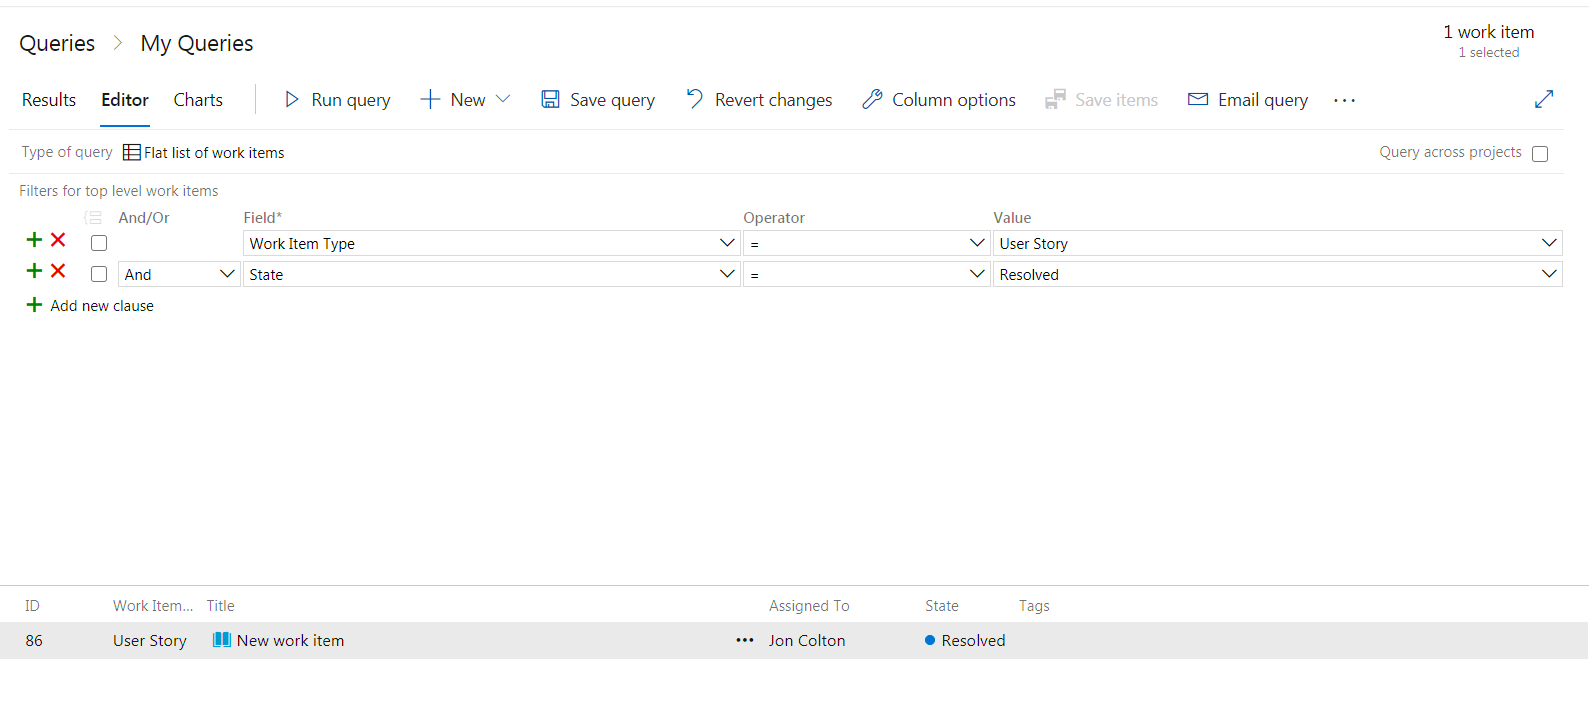 Queries > My Queries
1 work item
1 selected
Results Editor Charts Run query New Save query Revert changes Column options Save items Email query ...
Type of query Flat list of work items Query across projects
Filters for top level work items
And/Or Field* Operator Value
Work Item Type = User Story
And State = Resolved
Add new clause
ID Work Item... Title Assigned To State Tags
86 User Story New work item ... Jon Colton Resolved